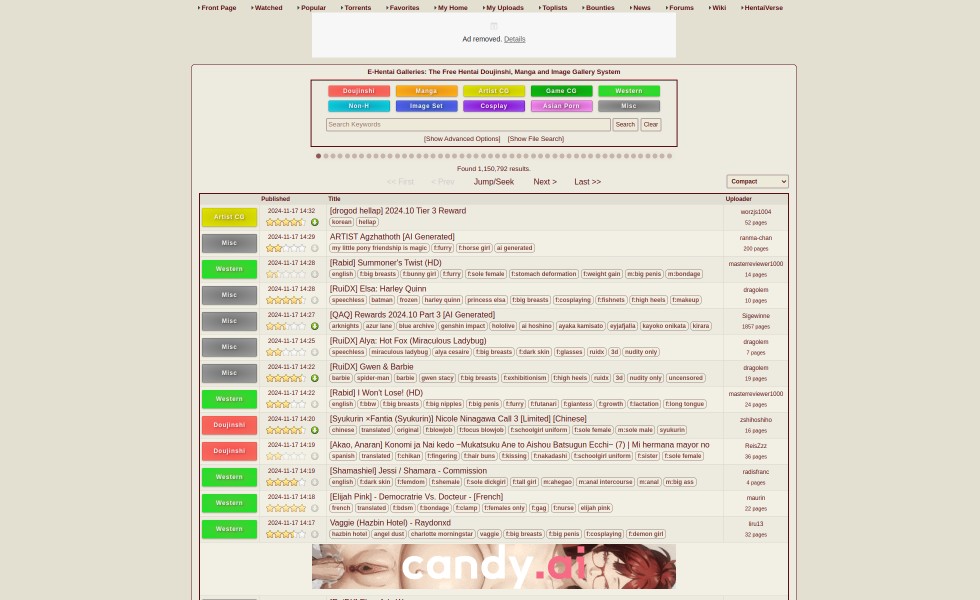 Front Page Watched Popular Torrents Favorites My Home My Uploads Toplists Bounties News Forums Wiki HentaiVerse
Ad removed. Details
E-Hentai Galleries: The Free Hentai Doujinshi, Manga and Image Gallery System
Doujinshi Manga Artist CG Game CG Western
Non-H Image Set Cosplay Asian Porn Misc
Search Keywords Search Clear
[Show Advanced Options] [Show File Search]
Found 1,150,792 results.
<< First < Prev Jump/Seek Next > Last >> Compact
Published Title Uploader
Artist CG 2024-11-17 14:32 [drogod hellap] 2024.10 Tier 3 Reward worzjs1004
korean hellap 52 pages
Misc 2024-11-17 14:29 ARTIST Agzhathoth [AI Generated] ranma-chan
my little pony friendship is magic f:furry f:horse girl ai generated 200 pages
Western 2024-11-17 14:28 [Rabid] Summoner's Twist (HD) masterreviewer1000
english f:big breasts f:bunny girl f:furry f:sole female f:stomach deformation f:weight gain m:big penis m:bondage 14 pages
Misc 2024-11-17 14:28 [RuiDX] Elsa: Harley Quinn dragolem
speechless batman frozen harley quinn princess elsa f:big breasts f:cosplaying f:fishnets f:high heels f:makeup 10 pages
Misc 2024-11-17 14:27 [QAQ] Rewards 2024.10 Part 3 [AI Generated] Sigewinne
arknights azur lane blue archive genshin impact hololive ai hoshino ayaka kamisato eyjafjalla kayoko onikata kirara 1857 pages
Misc 2024-11-17 14:25 [RuiDX] Alya: Hot Fox (Miraculous Ladybug) dragolem
speechless miraculous ladybug alya cesaire f:big breasts f:dark skin f:glasses ruidx 3d nudity only 7 pages
Misc 2024-11-17 14:22 [RuiDX] Gwen & Barbie dragolem
barbie spider-man barbie gwen stacy f:big breasts f:exhibitionism f:high heels ruidx 3d nudity only uncensored 19 pages
Western 2024-11-17 14:22 [Rabid] I Won't Lose! (HD) masterreviewer1000
english f:bbw f:big breasts f:big nipples f:big penis f:furry f:futanari f:giantess f:growth f:lactation f:long tongue 24 pages
Doujinshi 2024-11-17 14:20 [Syukurin ×Fantia (Syukurin)] Nicole Ninagawa Call 3 [Limited] [Chinese] zshihoshiho
chinese translated original f:blowjob f:focus blowjob f:schoolgirl uniform f:sole female m:sole male syukurin 16 pages
Doujinshi 2024-11-17 14:19 [Akao, Anaran] Konomi ja Nai kedo ~Mukatsuku Ane to Aishou Batsugun Ecchi~ (7) | Mi hermana mayor no ReisZzz
spanish translated f:chikan f:fingering f:hair buns f:kissing f:nakadashi f:schoolgirl uniform f:sister f:sole female 36 pages
Western 2024-11-17 14:19 [Shamashiel] Jessi / Shamara - Commission radisfranc
english f:dark skin f:femdom f:shemale f:sole dickgirl f:tall girl m:ahegao m:anal intercourse m:anal m:big ass 4 pages
Western 2024-11-17 14:18 [Elijah Pink] - Democratrie Vs. Docteur - [French] maurin
french translated f:bdsm f:bondage f:clamp f:females only f:gag f:nurse elijah pink 22 pages
Western 2024-11-17 14:17 Vaggie (Hazbin Hotel) - Raydonxd liru13
hazbin hotel angel dust charlotte morningstar vaggie f:big breasts f:big penis f:cosplaying f:demon girl 32 pages
candy.ai